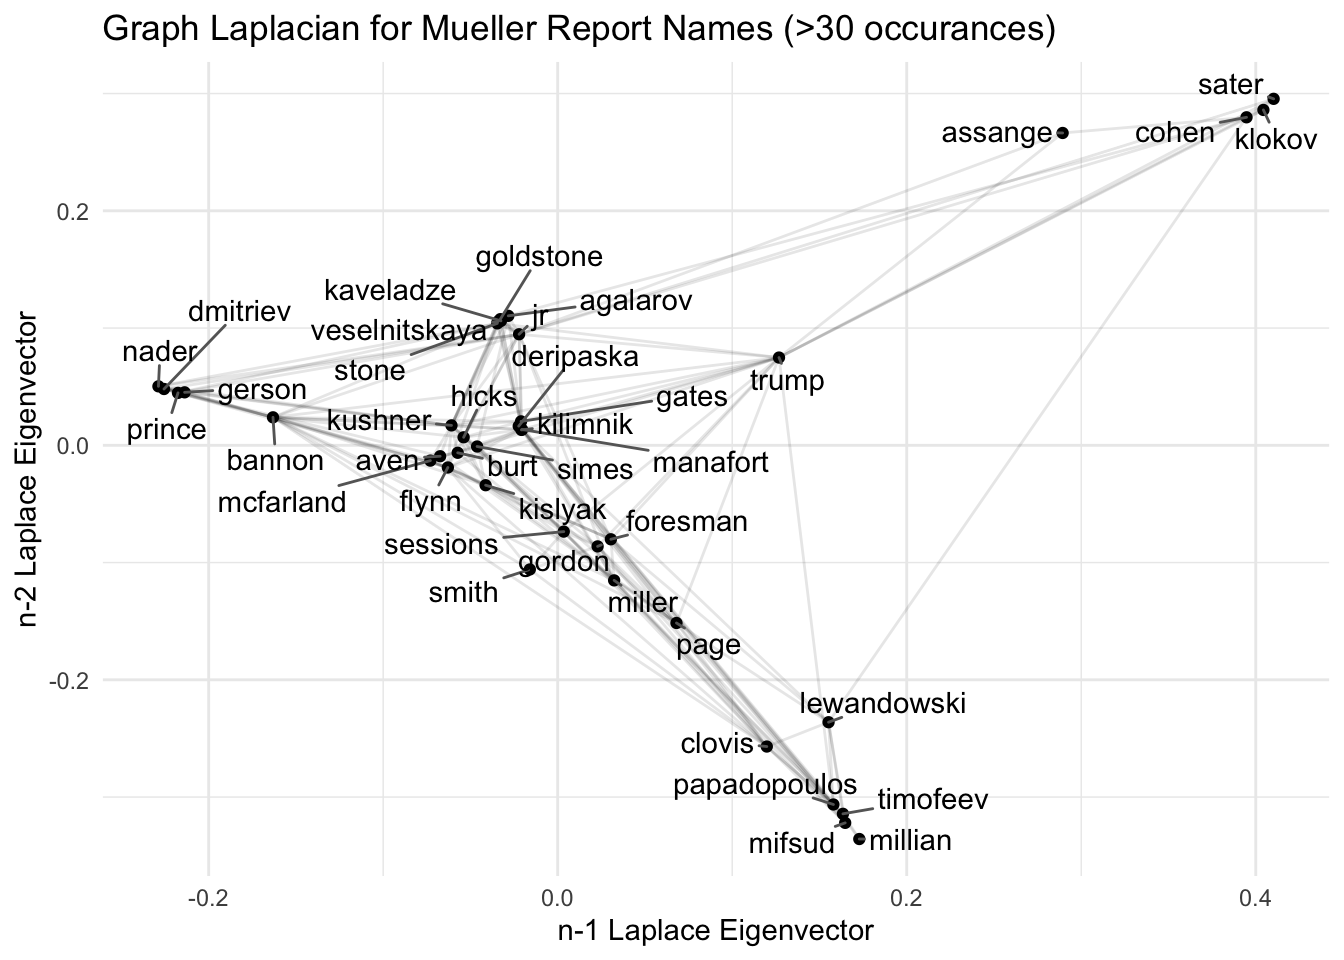 Graph Laplacian for Mueller Report Names (>30 occurances)
sater
assange
cohen
klokov
0.2
goldstone
kaveladze
agalarov
dmitriev
jr
veselnitskaya
nader
deripaska
stone
trump
gerson
hicks
gates
kushner
kilimnik
prince
0.0
bannon
aven
burt
simes
manafort
mcfarland
flynn
kislyak
foresman
sessions
gordon
smith
miller
page
-0.2
lewandowski
clovis
papadopoulos
timofeev
mifsud
millian
n-2 Laplace Eigenvector
-0.2
0.0
0.2
0.4
n-1 Laplace Eigenvector